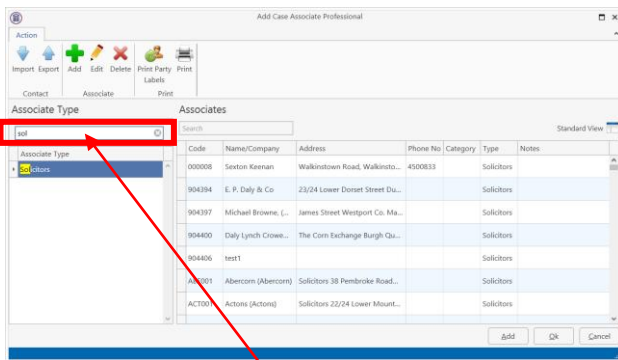 Add Case Associate Professional
Action
Import Export Add Edit Delete Print Party Labels Print
Contact Associate Print
Associate Type
Associates
sol
Search
Standard View
Associate Type
Solicitors
Code Name/Company Address Phone No Category Type Notes
000008 Sexton Keenan Walkinstown Road, Walkinsto... 4500833 Solicitors
904394 E. P. Daly & Co 23/24 Lower Dorset Street Du... Solicitors
904397 Michael Browne, (... James Street Westport Co. Ma... Solicitors
904400 Daly Lynch Crowe... The Corn Exchange Burgh Qu... Solicitors
904406 test1 Solicitors
ABE001 Abercorn (Abercorn) Solicitors 38 Pembroke Road... Solicitors
ACT001 Actons (Actons) Solicitors 22/24 Lower Mount... Solicitors
Add Ok Cancel